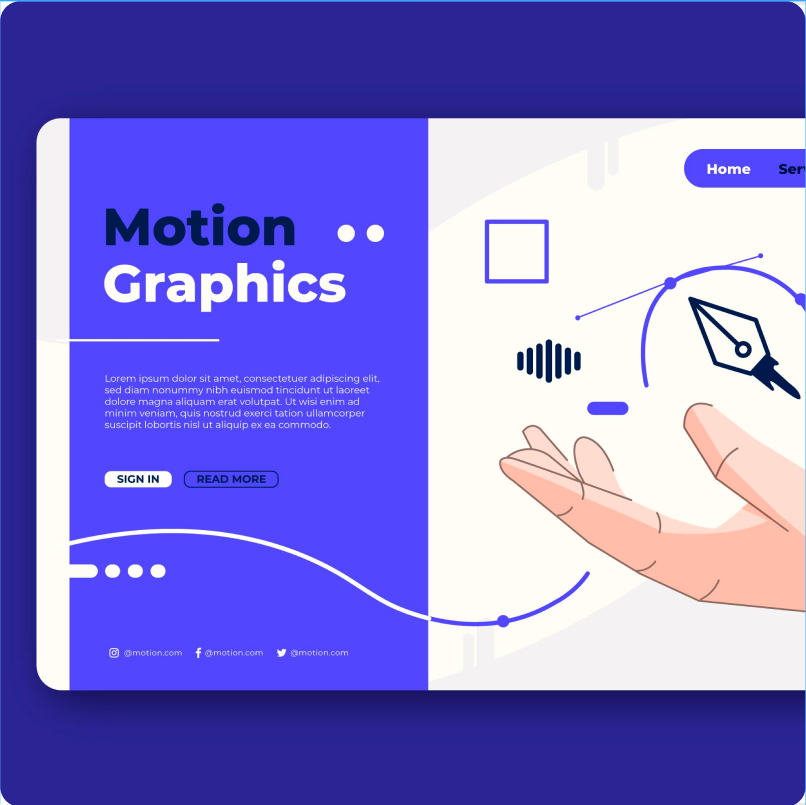 Home
Motion
Graphics
Lorem ipsum dolor sit amet, consectetuer adipiscing elit,
sed diam nonummy nibh euismod tincidunt ut laoreet
dolore magna aliquam erat volutpat. Ut wisi enim ad
minim veniam, quis nostrud exerci tation ullamcorper
suscipit lobortis nisl ut aliquip ex ea commodo.
SIGN IN READ MORE
@motion.com @motion.com @motion.com